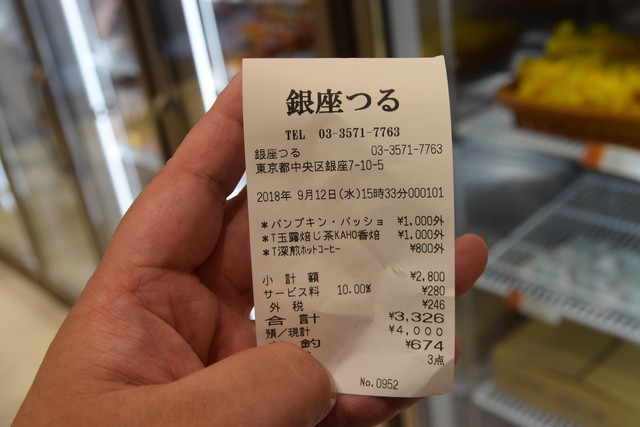 銀座つる
TEL 03-3571-7763
銀座つる 03-3571-7763
東京都中央区銀座7-10-5
2018年 9月12日(水)15時33分000101
*パンプキン・パッショ ¥1,000外
*T玉露焙じ茶KAHO香焙 ¥1,000外
*T深煎ホットコーヒー ¥800外
小計額 ¥2,800
サービス料 10.00% ¥280
外税 ¥246
合計 ¥3,326
預/現計 ¥4,000
釣 ¥674
3点
No.0952